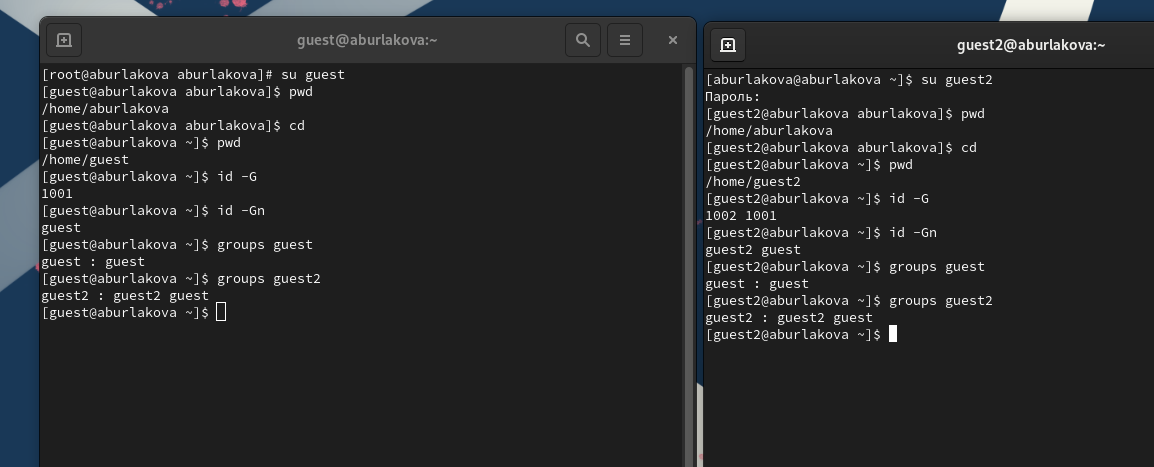 guest@aburlakova:~
[root@aburlakova aburlakova]# su guest
[guest@aburlakova aburlakova]$ pwd
/home/aburlakova
[guest@aburlakova aburlakova]$ cd
[guest@aburlakova ~]$ pwd
/home/guest
[guest@aburlakova ~]$ id -G
1001
[guest@aburlakova ~]$ id -Gn
guest
[guest@aburlakova ~]$ groups guest
guest : guest
[guest@aburlakova ~]$ groups guest2
guest2 : guest2 guest
[guest@aburlakova ~]$
guest2@aburlakova:~
[aburlakova@aburlakova ~]$ su guest2
Пароль:
[guest2@aburlakova aburlakova]$ pwd
/home/aburlakova
[guest2@aburlakova aburlakova]$ cd
[guest2@aburlakova ~]$ pwd
/home/guest2
[guest2@aburlakova ~]$ id -G
1002 1001
[guest2@aburlakova ~]$ id -Gn
guest2 guest
[guest2@aburlakova ~]$ groups guest
guest : guest
[guest2@aburlakova ~]$ groups guest2
guest2 : guest2 guest
[guest2@aburlakova ~]$